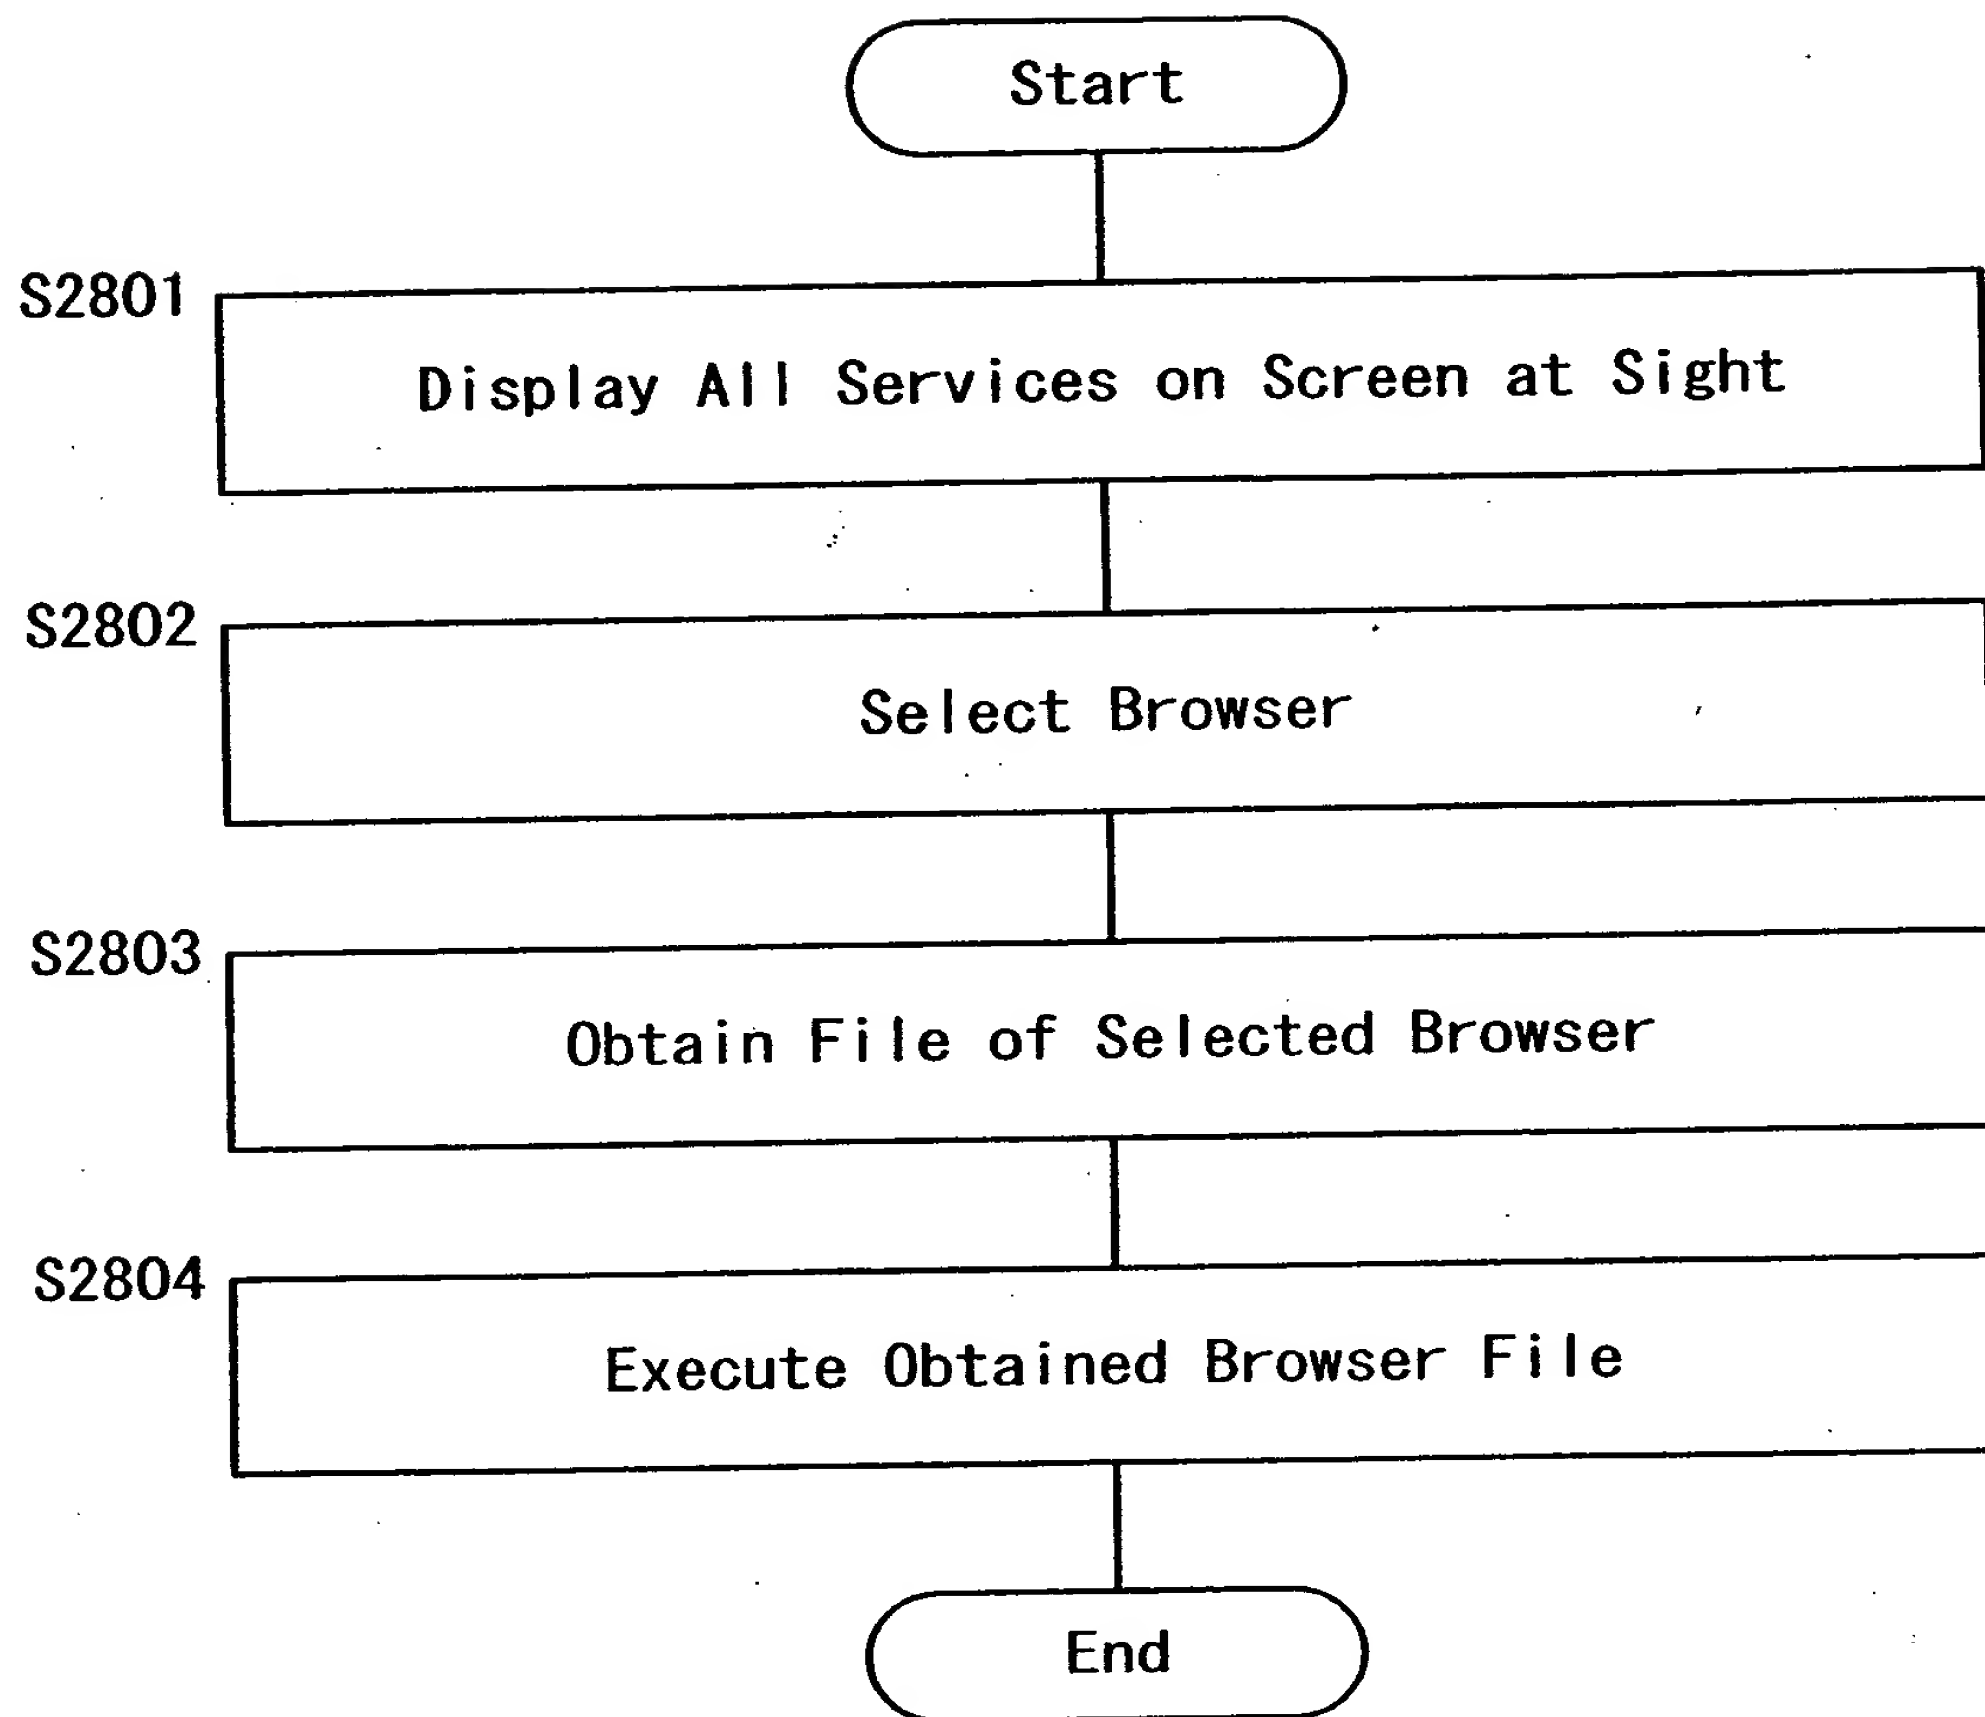 Start
S2801
Display All Services on Screen at Sight
S2802
Select Browser
S2803
Obtain File of Selected Browser
S2804
Execute Obtained Browser File
End